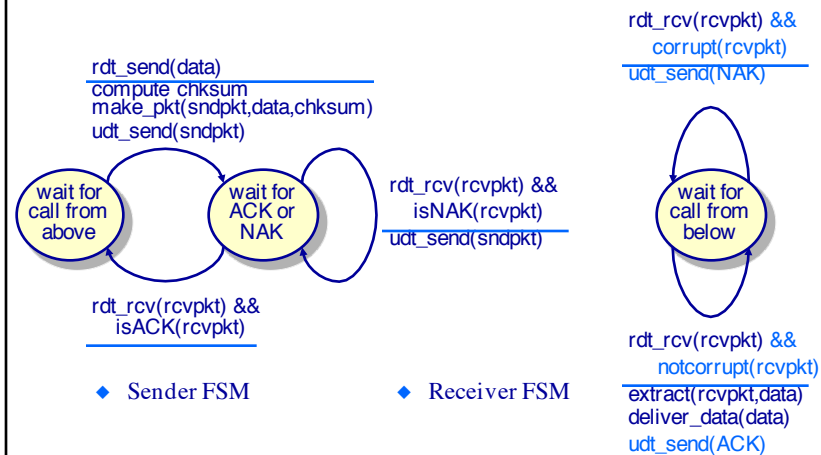 rdt_send(data)
compute chksum
make_pkt(sndpkt,data,chksum)
udt_send(sndpkt)
wait for
call from
above
wait for
ACK or
NAK
rdt_rcv(rcvpkt) &&
isNAK(rcvpkt)
udt_send(sndpkt)
rdt_rcv(rcvpkt) &&
isACK(rcvpkt)
◆ Sender FSM
◆ Receiver FSM
rdt_rcv(rcvpkt) &&
corrupt(rcvpkt)
udt_send(NAK)
wait for
call from
below
rdt_rcv(rcvpkt) &&
notcorrupt(rcvpkt)
extract(rcvpkt,data)
deliver_data(data)
udt_send(ACK)